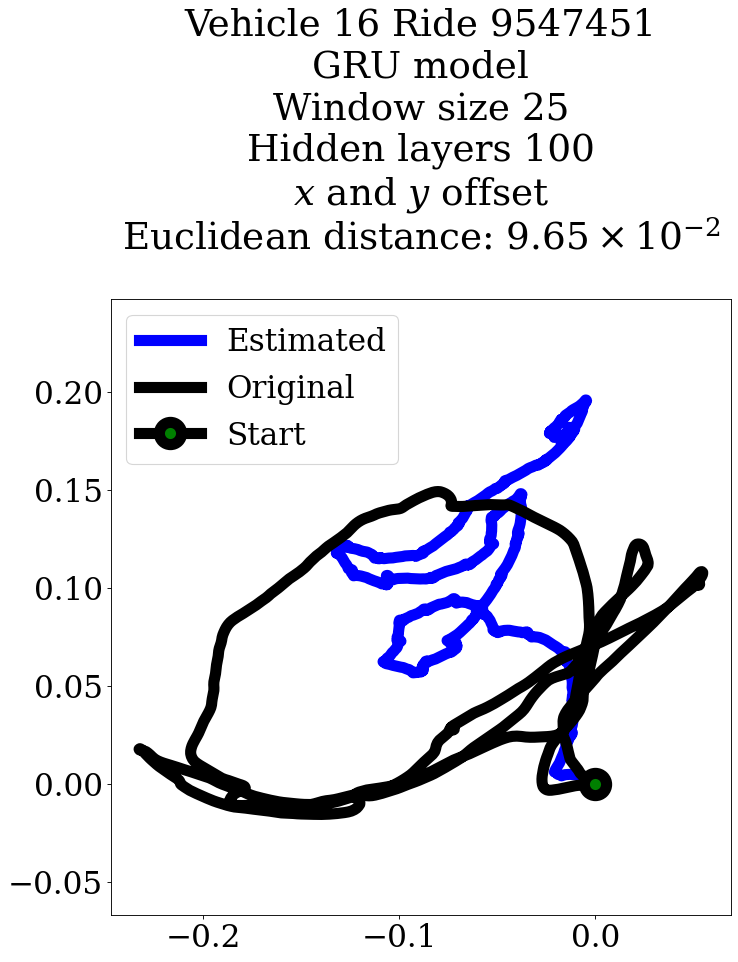 Vehicle 16 Ride 9547451
GRU model
Window size 25
Hidden layers 100
x and y offset
Euclidean distance: 9.65 × 10⁻²
Estimated
Original
Start
0.20
0.15
0.10
0.05
0.00
−0.05
−0.2
−0.1
0.0